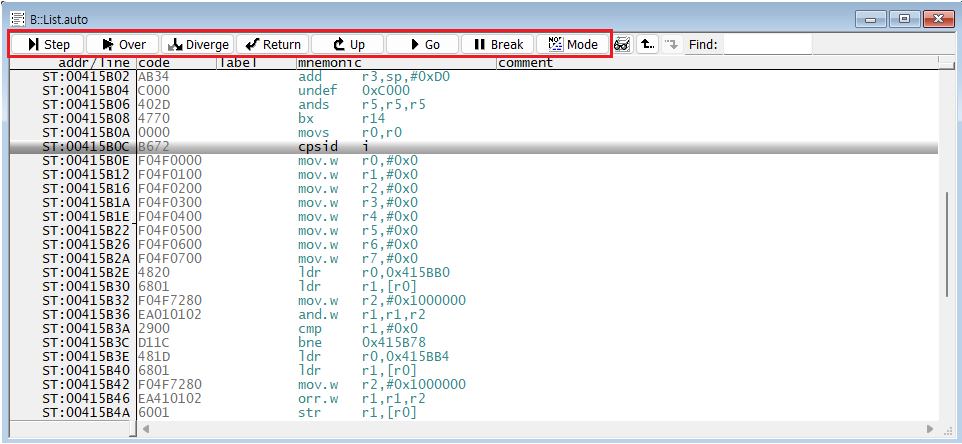 B::List.auto
Step Over Diverge Return Up Go Break Mode Find:
addr/line code label mnemonic comment
ST:00415B02 AB34 add r3,sp,#0xD0
ST:00415B04 C000 undef 0xC000
ST:00415B06 402D ands r5,r5,r5
ST:00415B08 4770 bx r14
ST:00415B0A 0000 movs r0,r0
ST:00415B0C B672 cpsid i
ST:00415B0E F04F0000 mov.w r0,#0x0
ST:00415B12 F04F0100 mov.w r1,#0x0
ST:00415B16 F04F0200 mov.w r2,#0x0
ST:00415B1A F04F0300 mov.w r3,#0x0
ST:00415B1E F04F0400 mov.w r4,#0x0
ST:00415B22 F04F0500 mov.w r5,#0x0
ST:00415B26 F04F0600 mov.w r6,#0x0
ST:00415B2A F04F0700 mov.w r7,#0x0
ST:00415B2E 4820 ldr r0,0x415BB0
ST:00415B30 6801 ldr r1,[r0]
ST:00415B32 F04F7280 mov.w r2,#0x1000000
ST:00415B36 EA010102 and.w r1,r1,r2
ST:00415B3A 2900 cmp r1,#0x0
ST:00415B3C D11C bne 0x415B78
ST:00415B3E 481D ldr r0,0x415BB4
ST:00415B40 6801 ldr r1,[r0]
ST:00415B42 F04F7280 mov.w r2,#0x1000000
ST:00415B46 EA410102 orr.w r1,r1,r2
ST:00415B4A 6001 str r1,[r0]